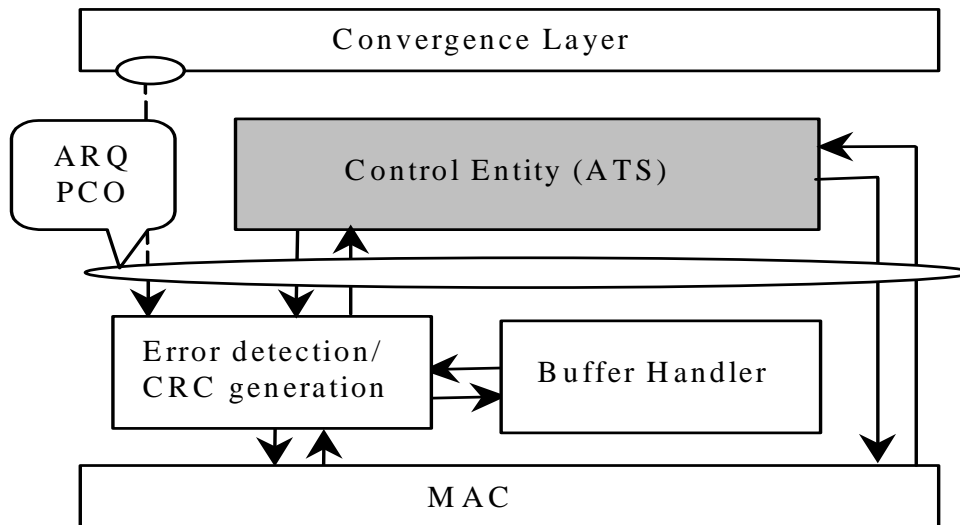 Convergence Layer
ARQ
PCO
Control Entity (ATS)
Error detection/
CRC generation
Buffer Handler
MAC